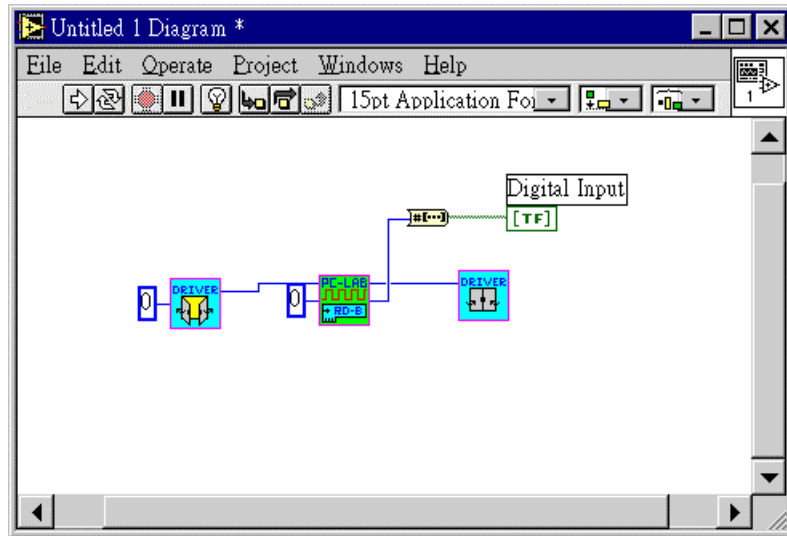 Untitled 1 Diagram *
File Edit Operate Project Windows Help
15pt Application For
1
Digital Input
#[···]
[TF]
0
DRIVER
0
PC-LAB
RD-B
DRIVER